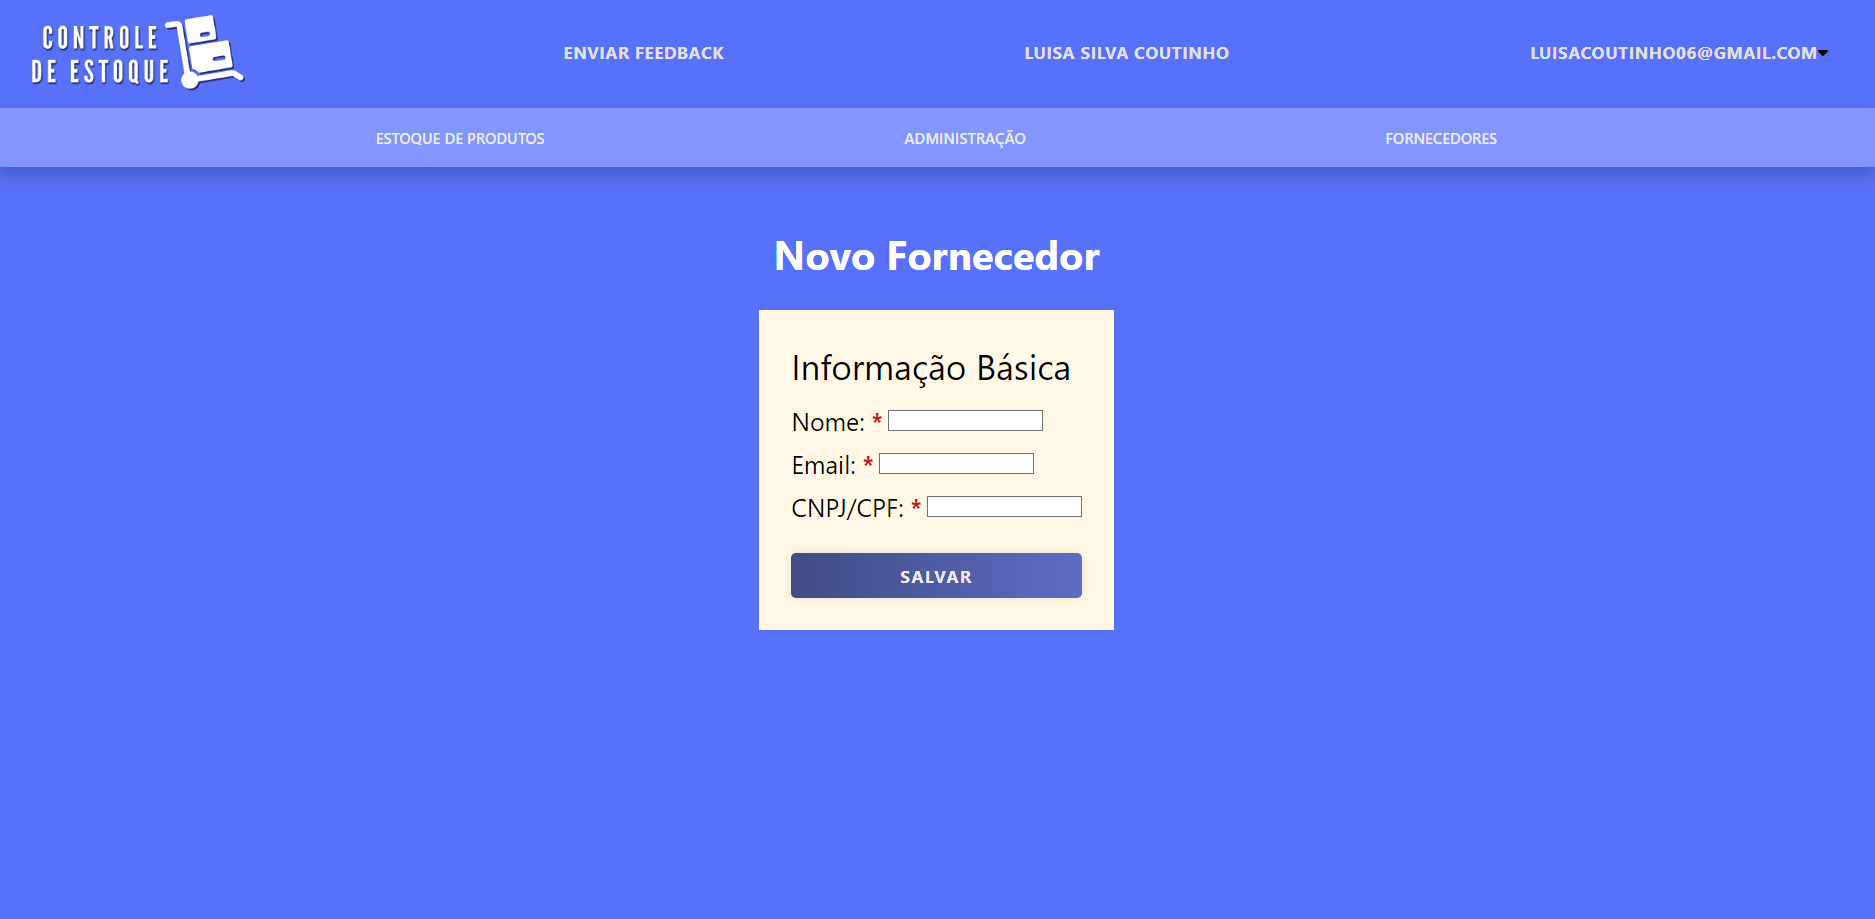 CONTROLE
DE ESTOQUE
ENVIAR FEEDBACK
LUISA SILVA COUTINHO
LUISACOUTINHO06@GMAIL.COM
ESTOQUE DE PRODUTOS
ADMINISTRAÇÃO
FORNECEDORES
Novo Fornecedor
Informação Básica
Nome: *
Email: *
CNPJ/CPF: *
SALVAR